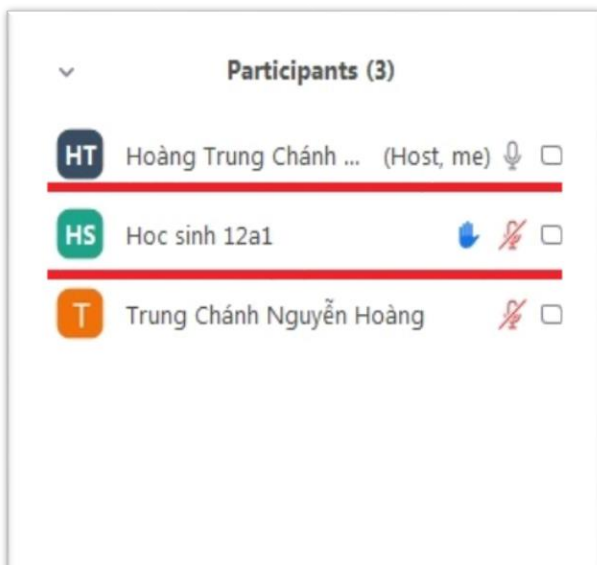 Participants (3)
HT Hoàng Trung Chánh ... (Host, me)
HS Hoc sinh 12a1
T Trung Chánh Nguyễn Hoàng